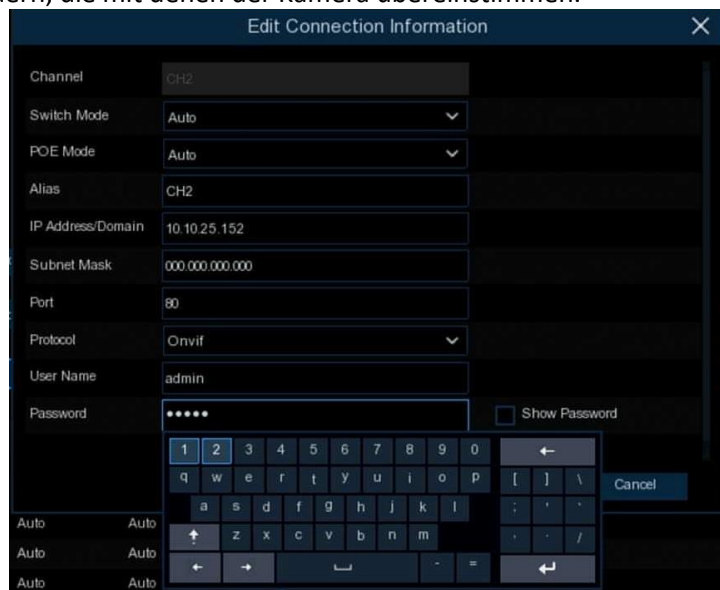 die mit denen der Kamera übereinstimmen.
Edit Connection Information
Channel CH2
Switch Mode Auto
POE Mode Auto
Alias CH2
IP Address/Domain 10.10.25.152
Subnet Mask 000.000.000.000
Port 80
Protocol Onvif
User Name admin
Password ••••• Show Password
1 2 3 4 5 6 7 8 9 0 ←
q w e r t y u i o p [ ] \
Cancel
a s d f g h j k l ; '
z x c v b n m /
Auto Auto
- =
Auto Auto
Auto Auto